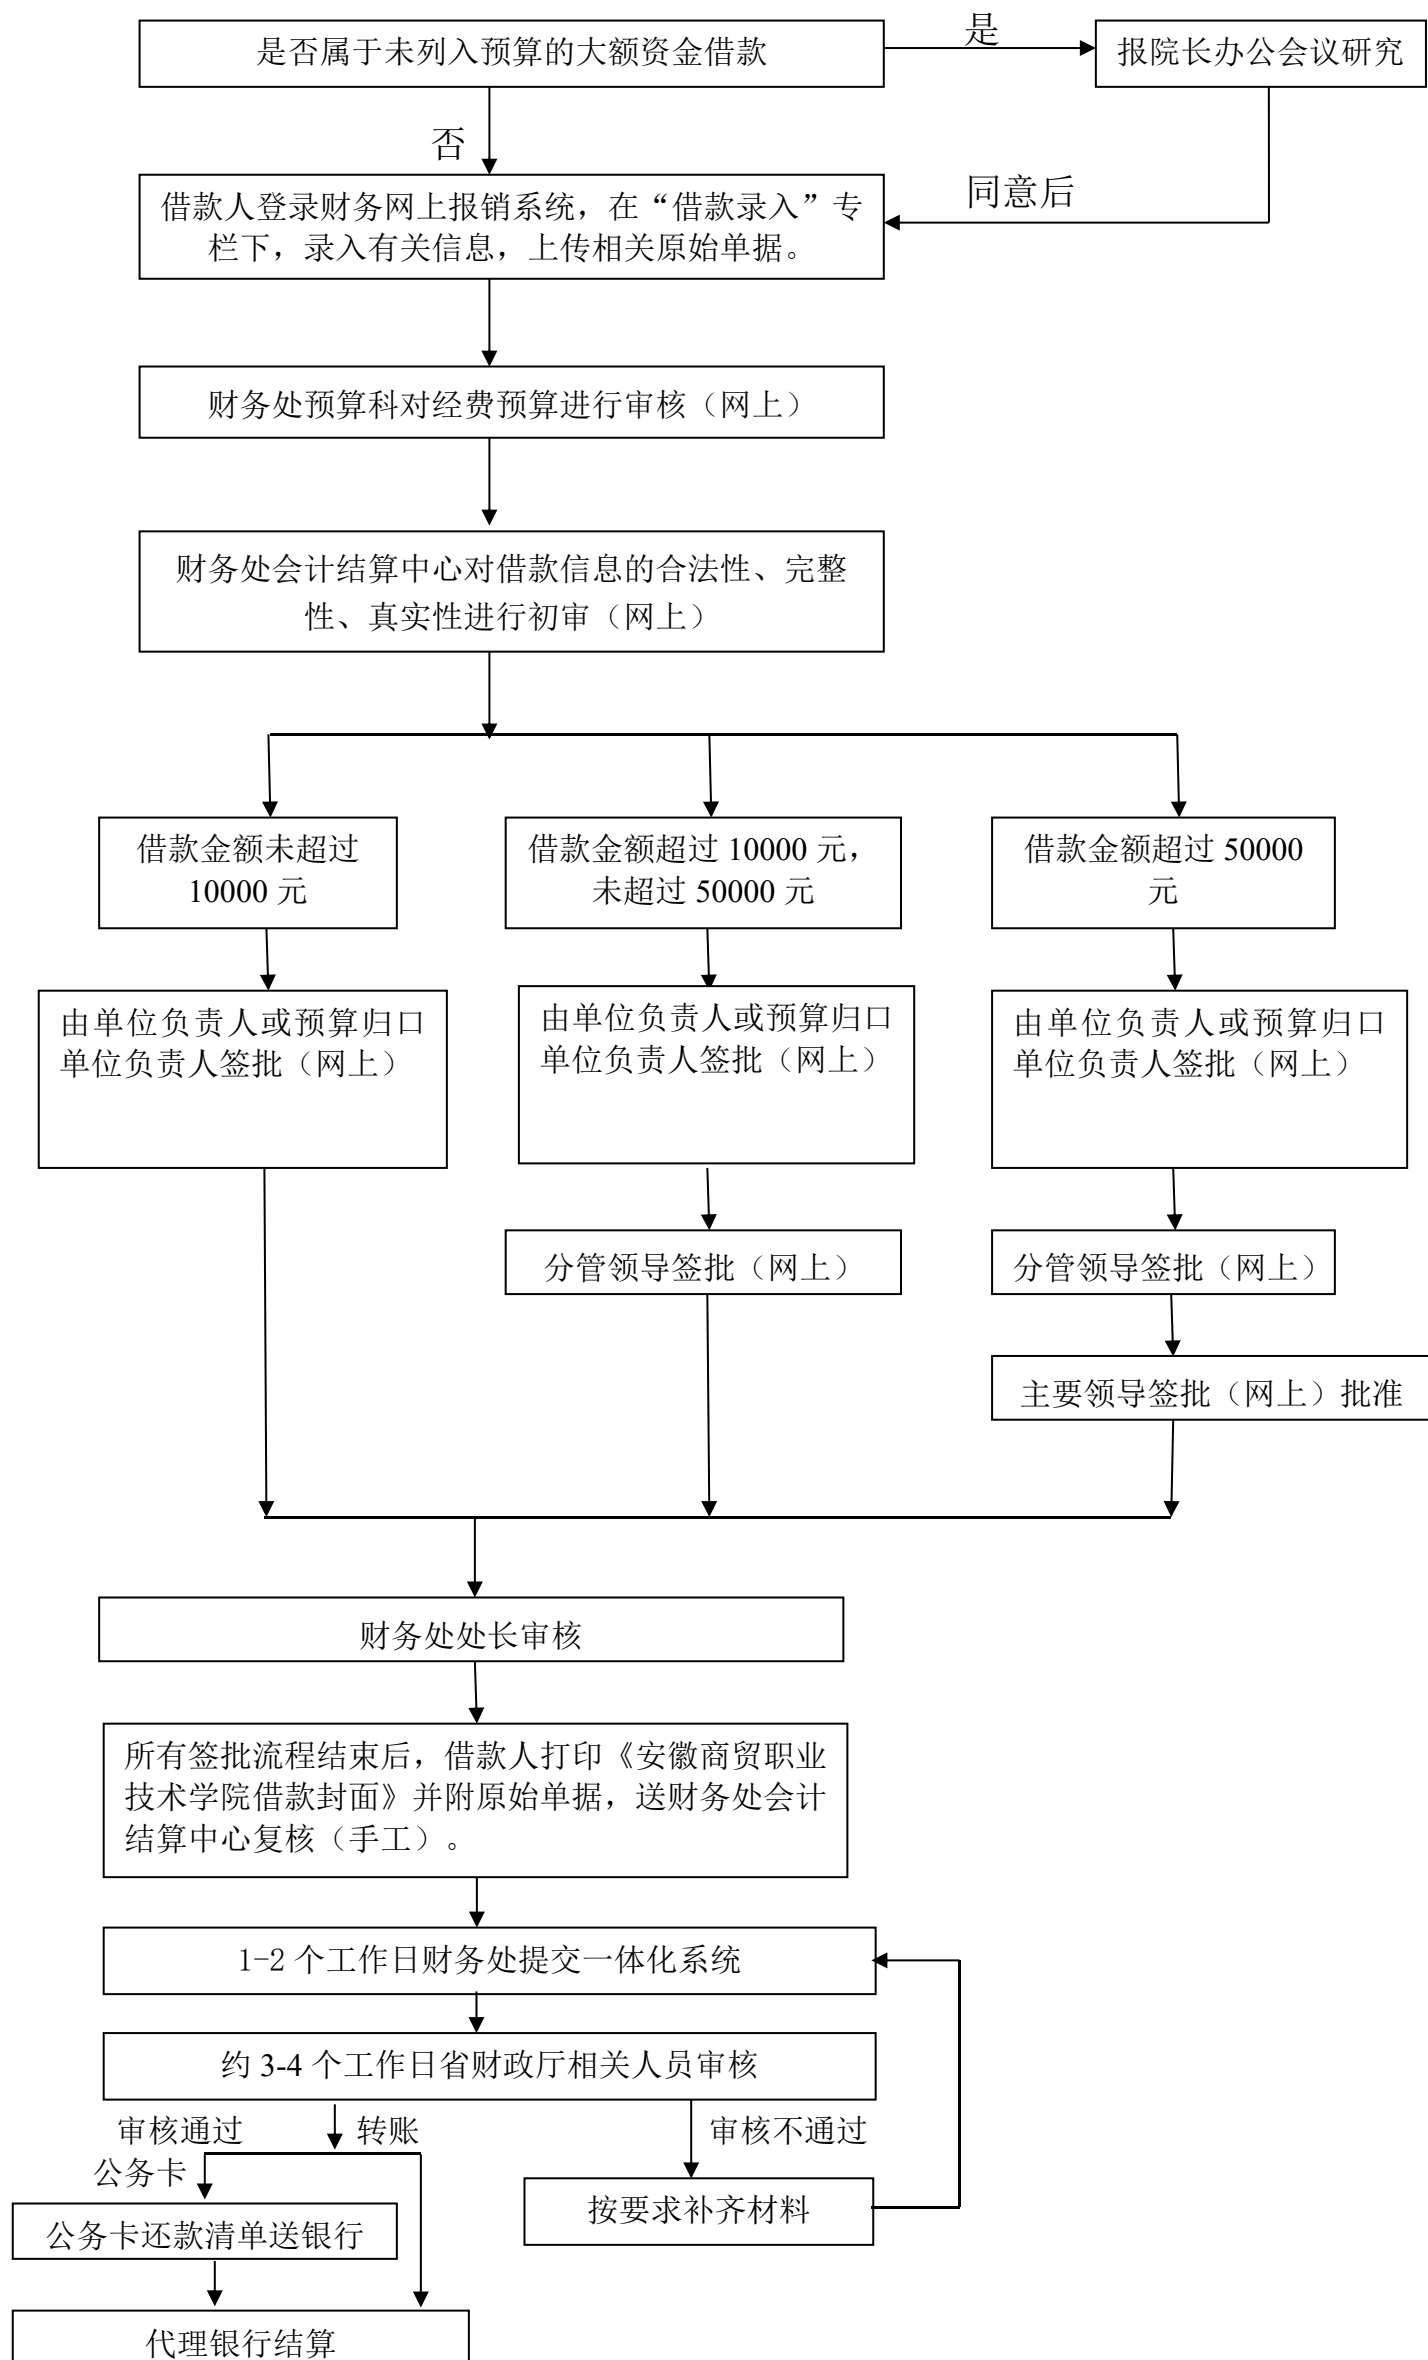 是否属于未列入预算的大额资金借款
是
报院长办公会议研究
否
同意后
借款人登录财务网上报销系统，在“借款录入”专
栏下，录入有关信息，上传相关原始单据。
财务处预算科对经费预算进行审核（网上）
财务处会计结算中心对借款信息的合法性、完整
性、真实性进行初审（网上）
借款金额未超过
10000 元
借款金额超过 10000 元，
未超过 50000 元
借款金额超过 50000
元
由单位负责人或预算归口
单位负责人签批（网上）
由单位负责人或预算归口
单位负责人签批（网上）
由单位负责人或预算归口
单位负责人签批（网上）
分管领导签批（网上）
分管领导签批（网上）
主要领导签批（网上）批准
财务处处长审核
所有签批流程结束后，借款人打印《安徽商贸职业
技术学院借款封面》并附原始单据，送财务处会计
结算中心复核（手工）。
1-2 个工作日财务处提交一体化系统
约 3-4 个工作日省财政厅相关人员审核
审核通过
转账
审核不通过
公务卡
按要求补齐材料
公务卡还款清单送银行
代理银行结算